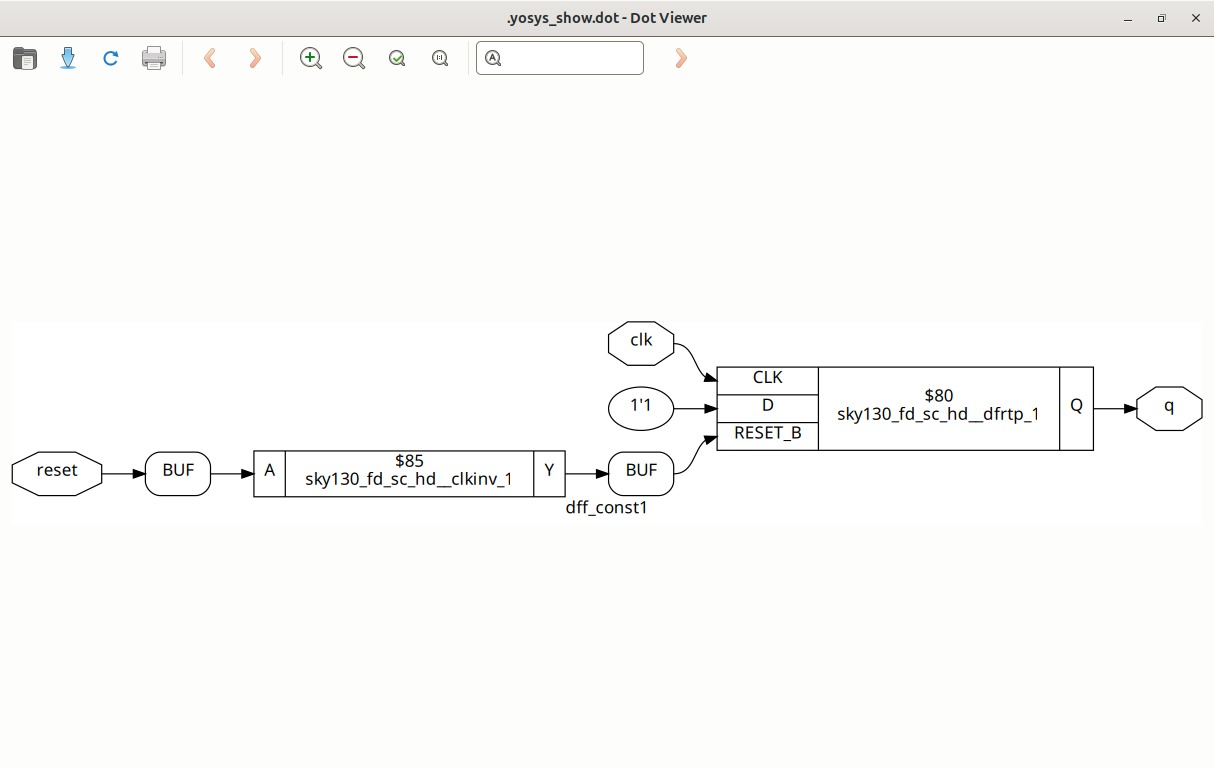 .yosys_show.dot - Dot Viewer
clk
1'1
CLK
D
RESET_B
$80
sky130_fd_sc_hd__dfrtp_1
Q
q
reset
BUF
A
$85
sky130_fd_sc_hd__clkinv_1
Y
BUF
dff_const1